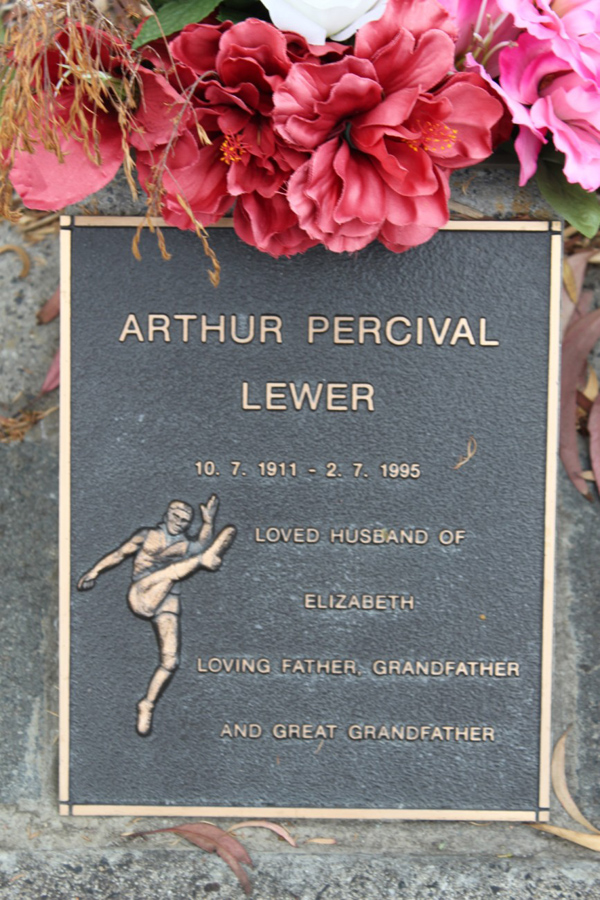 ARTHUR PERCIVAL
LEWER
10. 7. 1911 - 2. 7. 1995
LOVED HUSBAND OF
ELIZABETH
LOVING FATHER, GRANDFATHER
AND GREAT GRANDFATHER